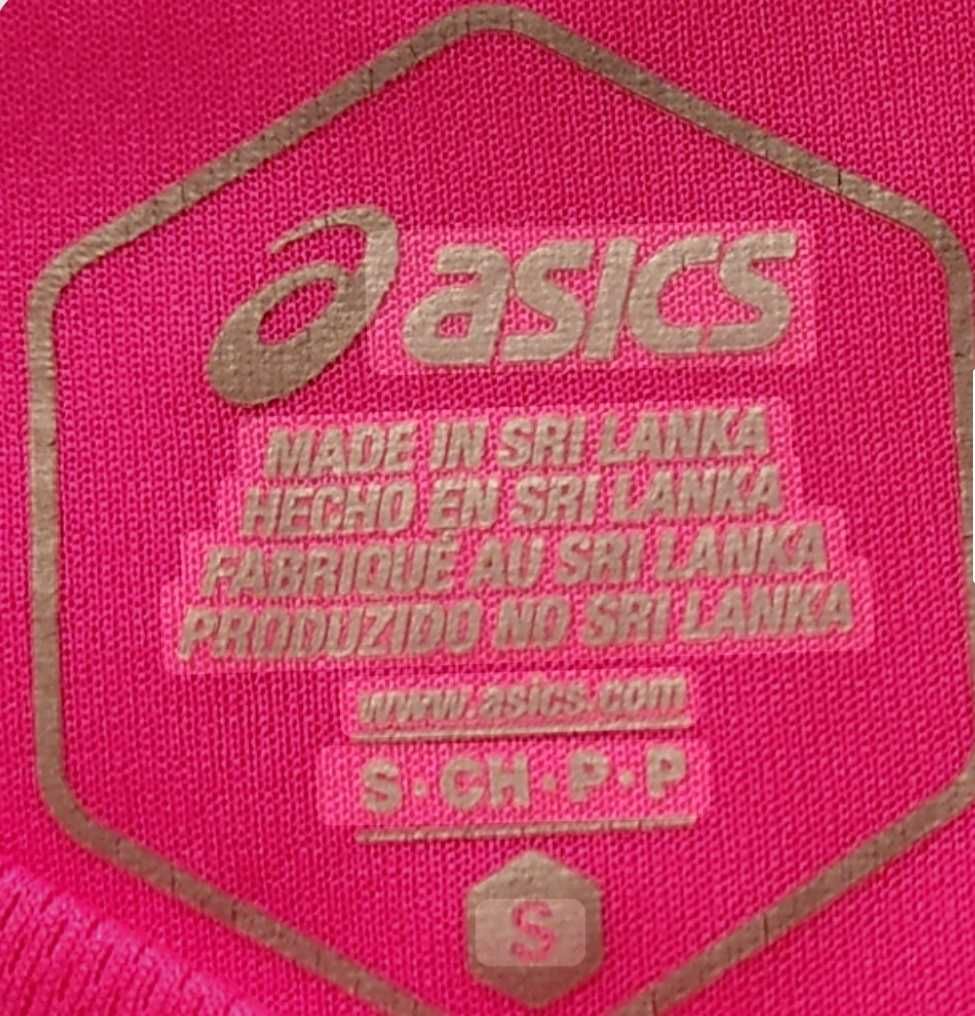 asics
MADE IN SRI LANKA
HECHO EN SRI LANKA
FABRIQUÉ AU SRI LANKA
PRODUZIDO NO SRI LANKA
www.asics.com
S·CH·P·P
S